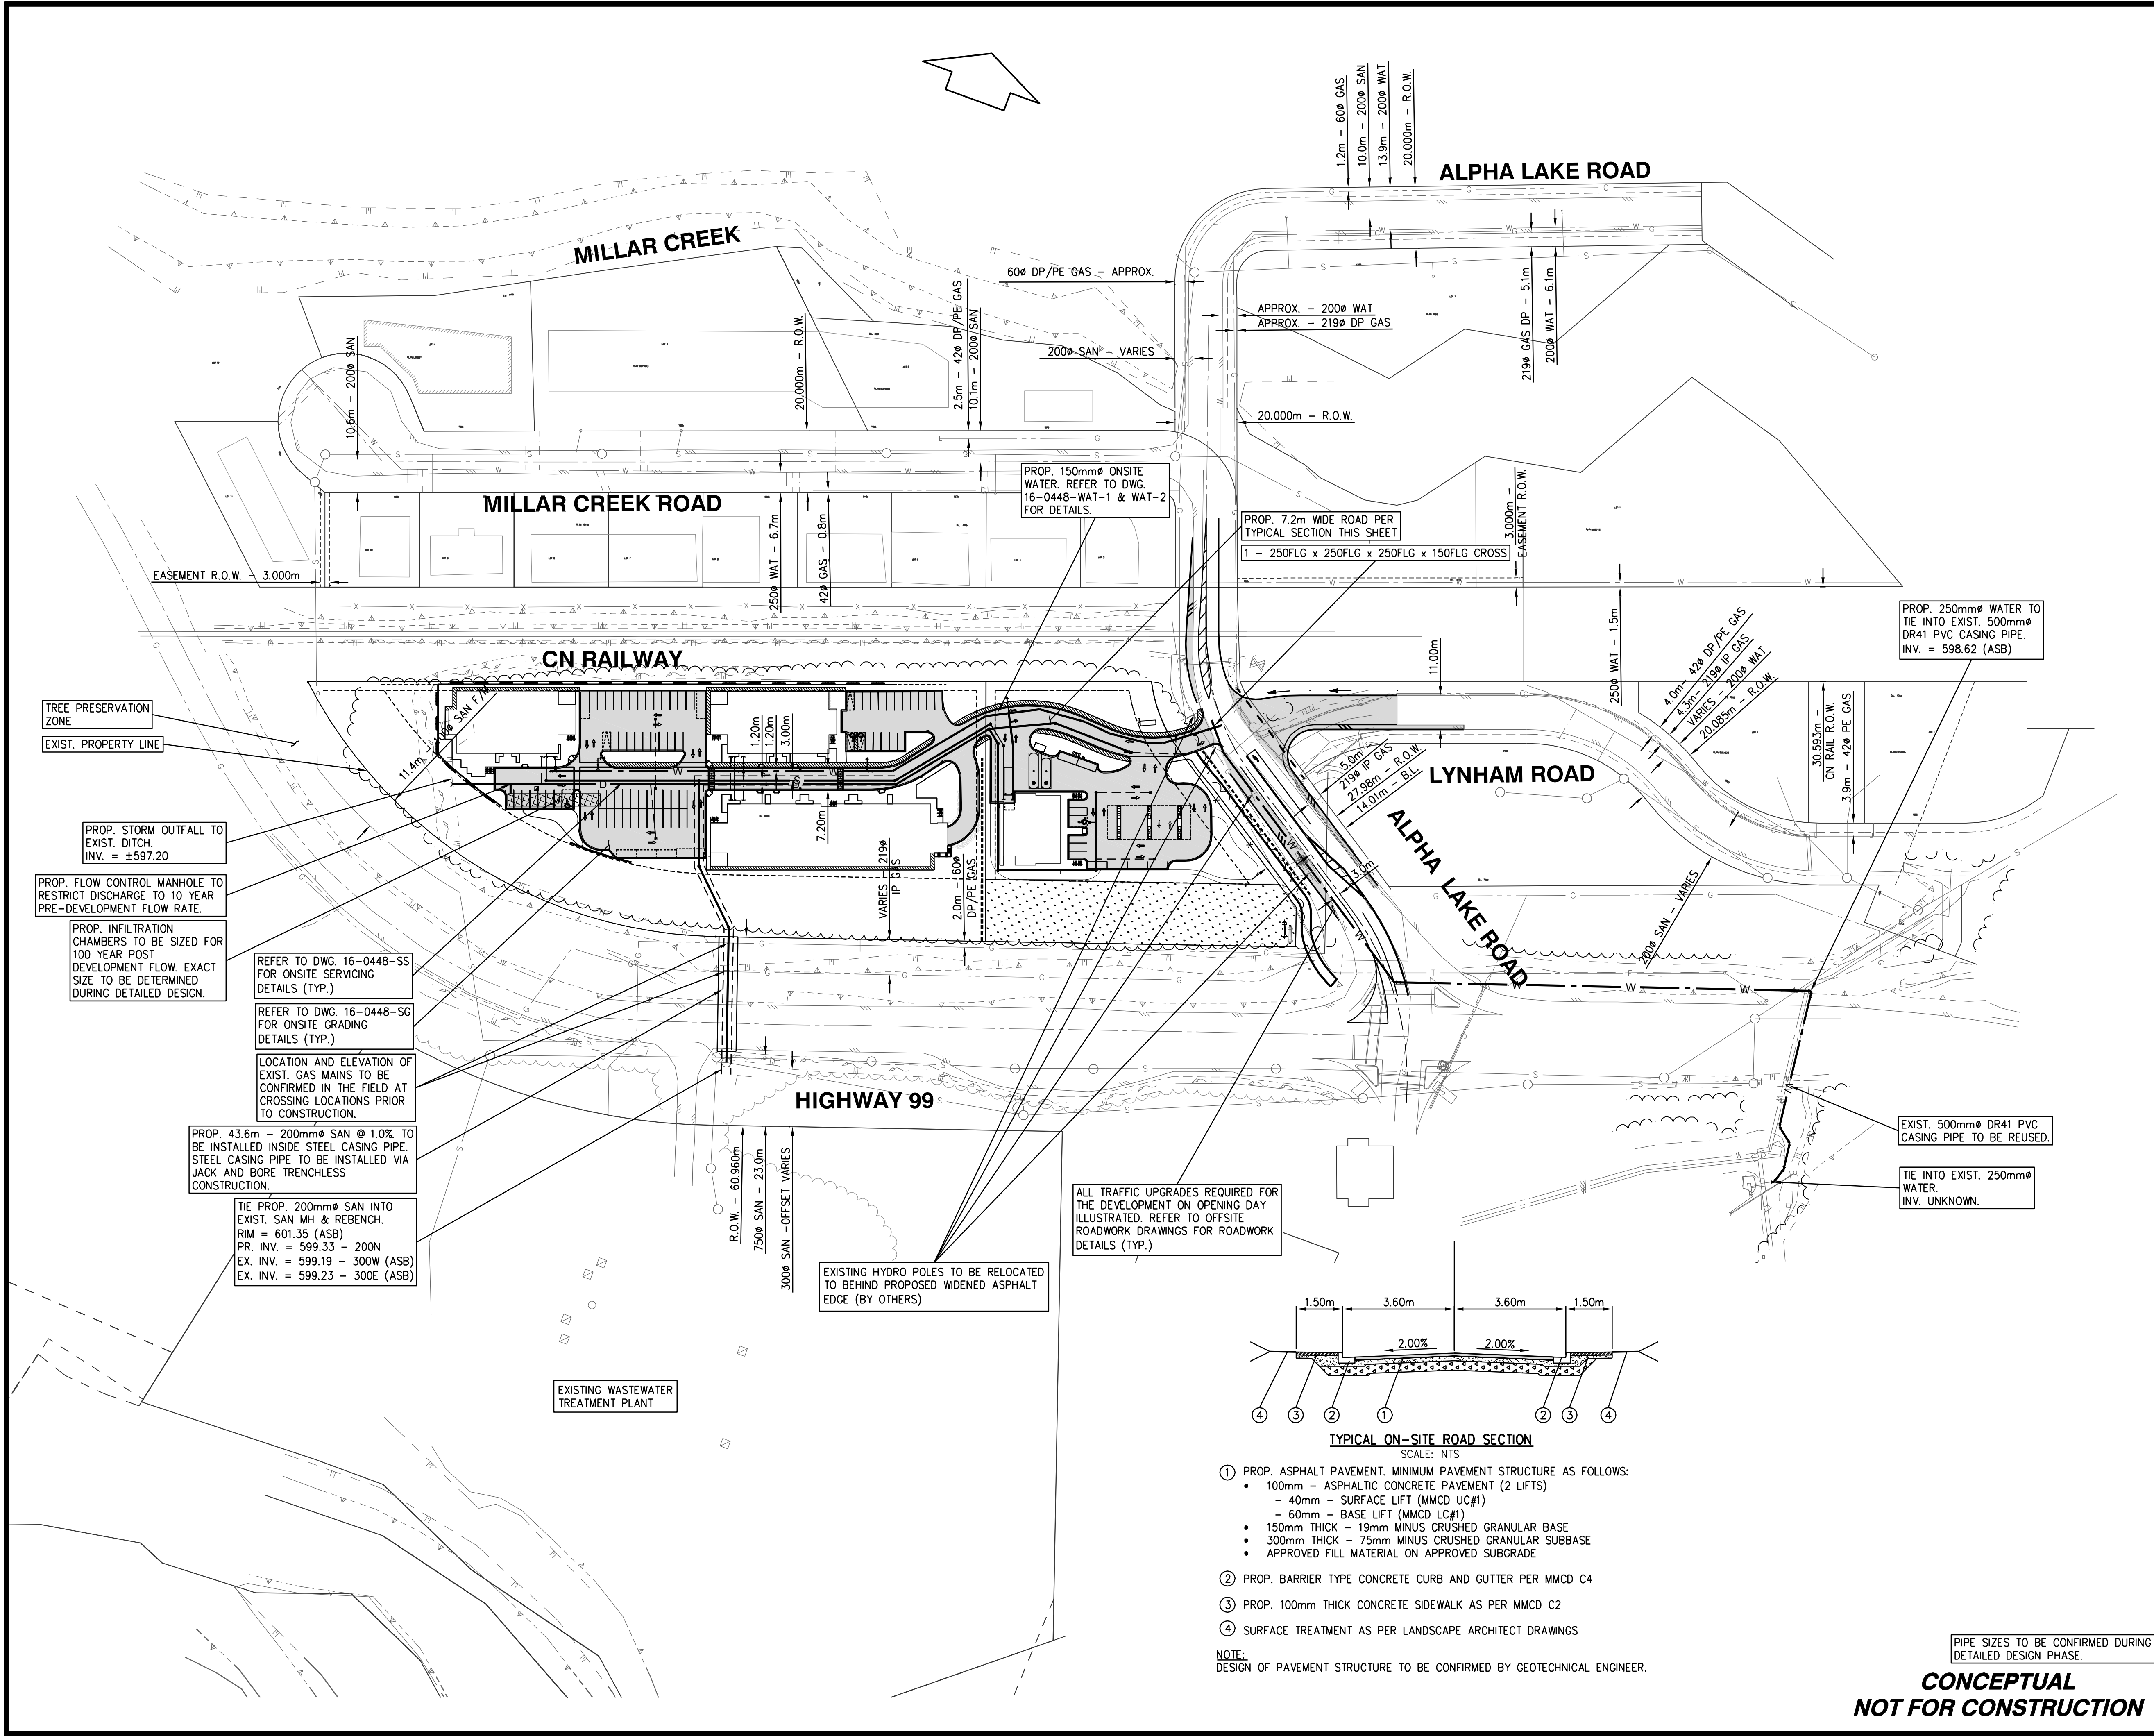 1.2m - 60ø GAS
10.0m - 200ø SAN
13.9m - 200ø WAT
20.000m - R.O.W.
ALPHA LAKE ROAD
MILLAR CREEK
60ø DP/PE GAS - APPROX.
APPROX. - 200ø WAT
APPROX. - 219ø DP GAS
200ø SAN - VARIES
219ø GAS DP - 5.1m
200ø WAT - 6.1m
10.6m - 200ø SAN
20.000m - R.O.W.
2.5m - 42ø DP/PE GAS
10.1m - 200ø SAN
20.000m - R.O.W.
MILLAR CREEK ROAD
PROP. 150mmø ONSITE
WATER. REFER TO DWG.
16-0448-WAT-1 & WAT-2
FOR DETAILS.
PROP. 7.2m WIDE ROAD PER
TYPICAL SECTION THIS SHEET
1 - 250FLG x 250FLG x 250FLG x 150FLG CROSS
3.000m -
EASEMENT R.O.W.
EASEMENT R.O.W. - 3.000m
250ø WAT - 6.7m
42ø GAS - 0.8m
CN RAILWAY
11.00m
250ø WAT - 1.5m
4.0m- 42ø DP/PE GAS
4.3m- 219ø IP GAS
VARIES - 200ø WAT
20.085m - R.O.W.
PROP. 250mmø WATER TO
TIE INTO EXIST. 500mmø
DR41 PVC CASING PIPE.
INV. = 598.62 (ASB)
TREE PRESERVATION
ZONE
EXIST. PROPERTY LINE
1.20m
1.20m
3.00m
7.20m
5.0m -
219ø IP GAS
27.98m - R.O.W.
14.01m - B.L.
LYNHAM ROAD
30.593m -
CN RAIL R.O.W.
3.9m - 42ø PE GAS
ALPHA LAKE ROAD
3.0m
VARIES - 219ø
IP GAS
2.0m - 60ø
DP/PE GAS
200ø SAN - VARIES
PROP. STORM OUTFALL TO
EXIST. DITCH.
INV. = ±597.20
PROP. FLOW CONTROL MANHOLE TO
RESTRICT DISCHARGE TO 10 YEAR
PRE-DEVELOPMENT FLOW RATE.
PROP. INFILTRATION
CHAMBERS TO BE SIZED FOR
100 YEAR POST
DEVELOPMENT FLOW. EXACT
SIZE TO BE DETERMINED
DURING DETAILED DESIGN.
REFER TO DWG. 16-0448-SS
FOR ONSITE SERVICING
DETAILS (TYP.)
REFER TO DWG. 16-0448-SG
FOR ONSITE GRADING
DETAILS (TYP.)
LOCATION AND ELEVATION OF
EXIST. GAS MAINS TO BE
CONFIRMED IN THE FIELD AT
CROSSING LOCATIONS PRIOR
TO CONSTRUCTION.
HIGHWAY 99
PROP. 43.6m - 200mmø SAN @ 1.0% TO
BE INSTALLED INSIDE STEEL CASING PIPE.
STEEL CASING PIPE TO BE INSTALLED VIA
JACK AND BORE TRENCHLESS
CONSTRUCTION.
TIE PROP. 200mmø SAN INTO
EXIST. SAN MH & REBENCH.
RIM = 601.35 (ASB)
PR. INV. = 599.33 - 200N
EX. INV. = 599.19 - 300W (ASB)
EX. INV. = 599.23 - 300E (ASB)
R.O.W. - 60.960m
750ø SAN - 23.0m
300ø SAN -OFFSET VARIES
EXIST. 500mmø DR41 PVC
CASING PIPE TO BE REUSED.
TIE INTO EXIST. 250mmø
WATER.
INV. UNKNOWN.
ALL TRAFFIC UPGRADES REQUIRED FOR
THE DEVELOPMENT ON OPENING DAY
ILLUSTRATED. REFER TO OFFSITE
ROADWORK DRAWINGS FOR ROADWORK
DETAILS (TYP.)
EXISTING HYDRO POLES TO BE RELOCATED
TO BEHIND PROPOSED WIDENED ASPHALT
EDGE (BY OTHERS)
EXISTING WASTEWATER
TREATMENT PLANT
1.50m 3.60m 3.60m 1.50m
2.00% 2.00%
4 3 2 1 2 3 4
TYPICAL ON-SITE ROAD SECTION
SCALE: NTS
1 PROP. ASPHALT PAVEMENT. MINIMUM PAVEMENT STRUCTURE AS FOLLOWS:
• 100mm - ASPHALTIC CONCRETE PAVEMENT (2 LIFTS)
- 40mm - SURFACE LIFT (MMCD UC#1)
- 60mm - BASE LIFT (MMCD LC#1)
• 150mm THICK - 19mm MINUS CRUSHED GRANULAR BASE
• 300mm THICK - 75mm MINUS CRUSHED GRANULAR SUBBASE
• APPROVED FILL MATERIAL ON APPROVED SUBGRADE
2 PROP. BARRIER TYPE CONCRETE CURB AND GUTTER PER MMCD C4
3 PROP. 100mm THICK CONCRETE SIDEWALK AS PER MMCD C2
4 SURFACE TREATMENT AS PER LANDSCAPE ARCHITECT DRAWINGS
NOTE:
DESIGN OF PAVEMENT STRUCTURE TO BE CONFIRMED BY GEOTECHNICAL ENGINEER.
PIPE SIZES TO BE CONFIRMED DURING
DETAILED DESIGN PHASE.
CONCEPTUAL
NOT FOR CONSTRUCTION